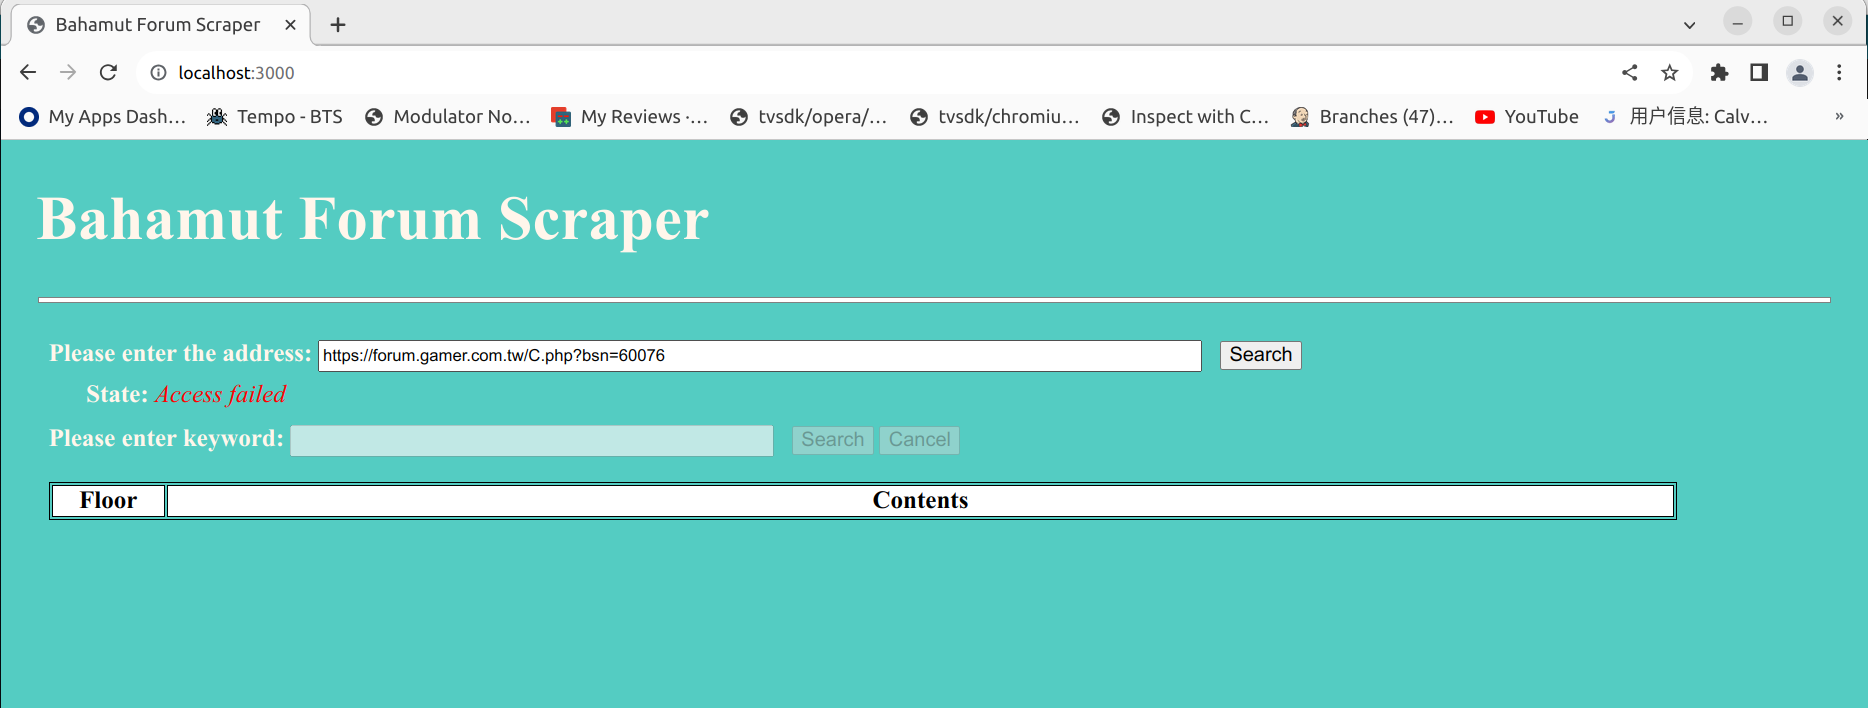 Bahamut Forum Scraper
localhost:3000
My Apps Dash… Tempo - BTS Modulator No… My Reviews ·… tvsdk/opera/… tvsdk/chromiu… Inspect with C… Branches (47)… YouTube 用户信息: Calv… »
Bahamut Forum Scraper
Please enter the address: https://forum.gamer.com.tw/C.php?bsn=60076 Search
State: Access failed
Please enter keyword: Search Cancel
Floor Contents